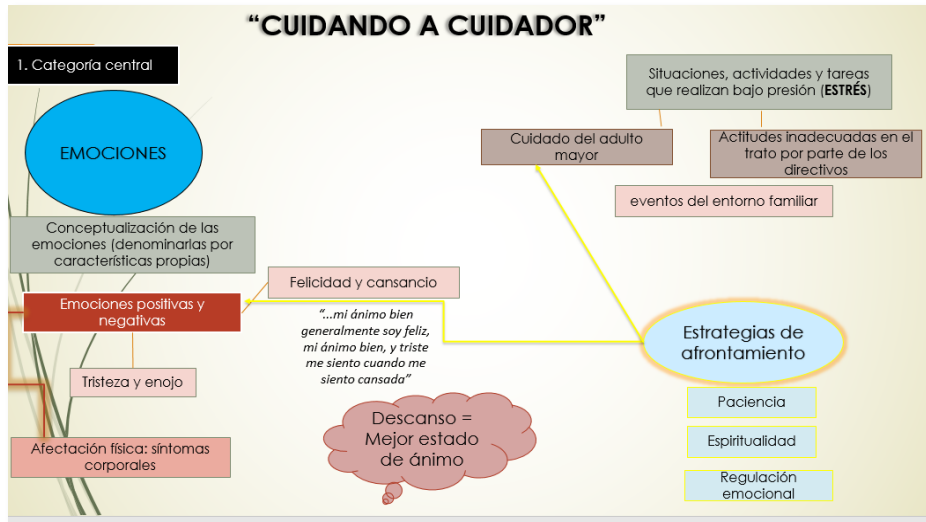 “CUIDANDO A CUIDADOR”
1. Categoría central
EMOCIONES
Conceptualización de las
emociones (denominarlas por
características propias)
Emociones positivas y
negativas
Felicidad y cansancio
“...mi ánimo bien
generalmente soy feliz,
mi ánimo bien, y triste
me siento cuando me
siento cansada”
Tristeza y enojo
Afectación física: síntomas
corporales
Descanso =
Mejor estado
de ánimo
Situaciones, actividades y tareas
que realizan bajo presión (ESTRÉS)
Cuidado del adulto
mayor
Actitudes inadecuadas en el
trato por parte de los
directivos
eventos del entorno familiar
Estrategias de
afrontamiento
Paciencia
Espiritualidad
Regulación
emocional